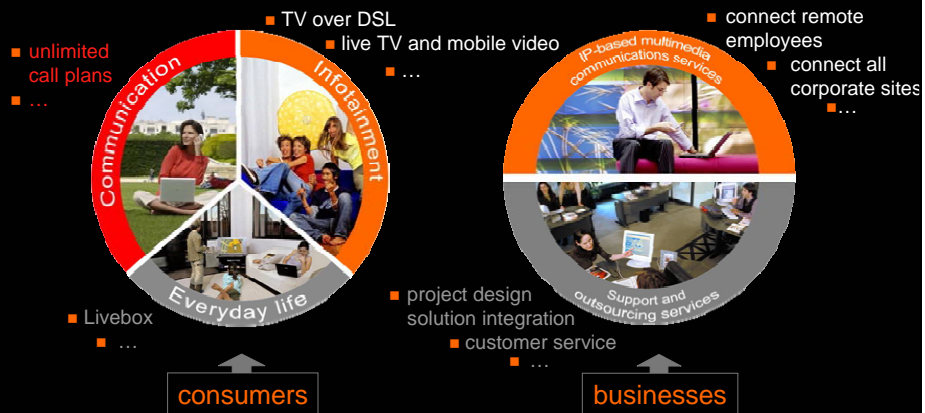 TV over DSL
live TV and mobile video
…
unlimited
call plans
…
Communication
Infotainment
Everyday life
Livebox
…
consumers
connect remote
employees
connect all
corporate sites
…
IP-based multimedia
communications services
Support and
outsourcing services
project design
solution integration
customer service
…
businesses